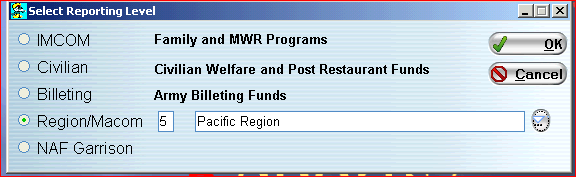 Select Reporting Level
IMCOM Family and MWR Programs OK
Civilian Civilian Welfare and Post Restaurant Funds
Cancel
Billeting Army Billeting Funds
Region/Macom 5 Pacific Region
NAF Garrison